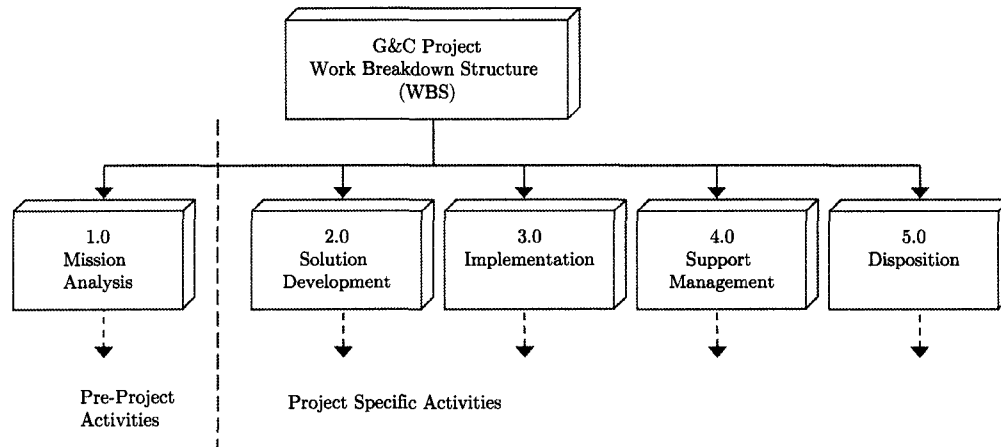 G&C Project
Work Breakdown Structure
(WBS)
1.0
Mission
Analysis
2.0
Solution
Development
3.0
Implementation
4.0
Support
Management
5.0
Disposition
Pre-Project
Activities
Project Specific Activities